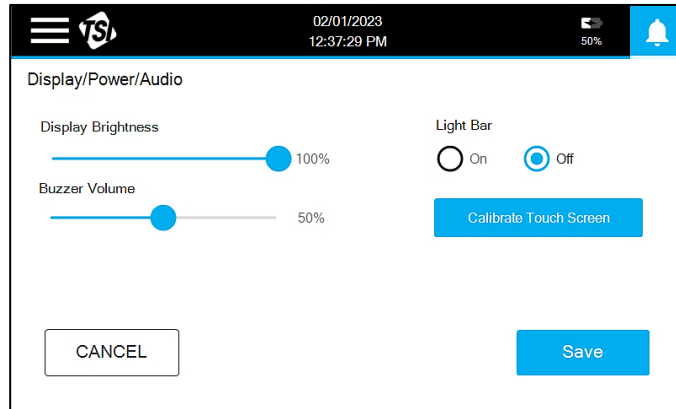 TSI
02/01/2023
12:37:29 PM
50%
Display/Power/Audio
Display Brightness
100%
Buzzer Volume
50%
Light Bar
On Off
Calibrate Touch Screen
CANCEL
Save